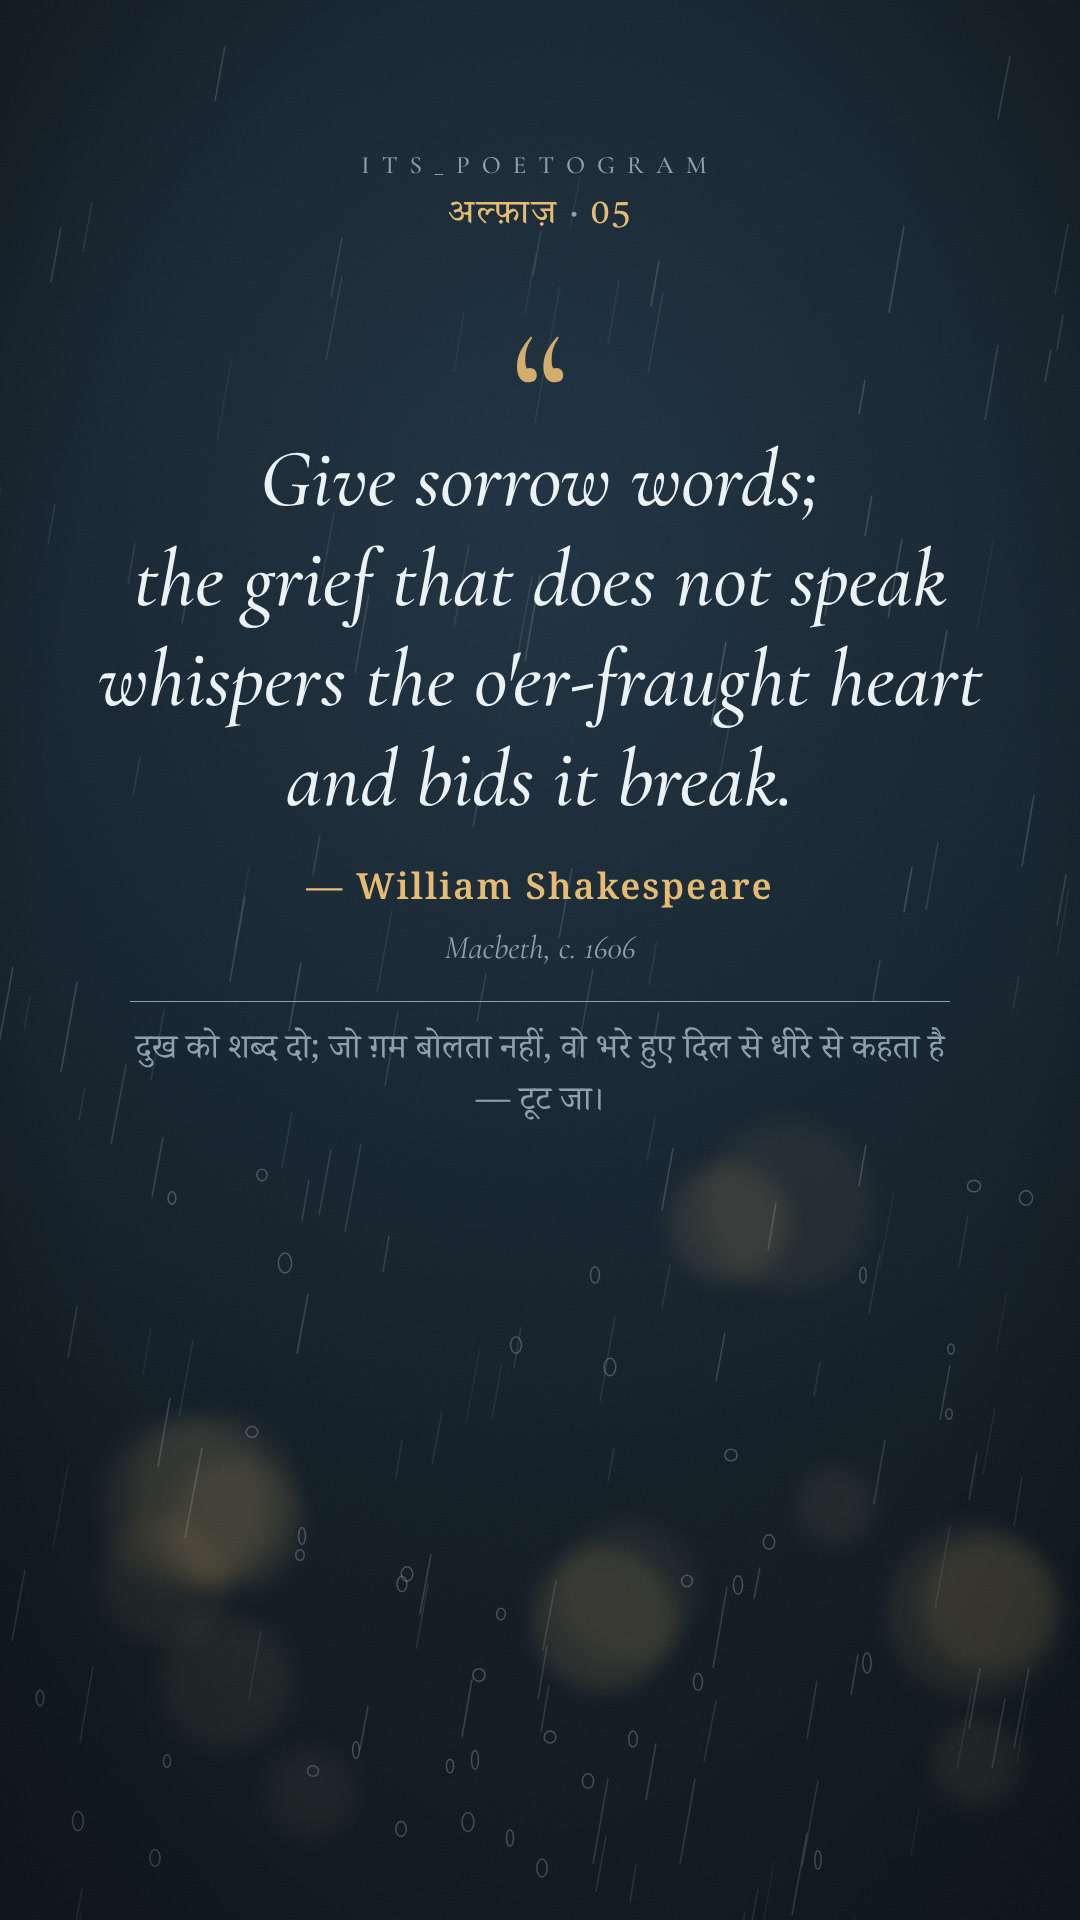 ITS_POETOGRAM
अल्फ़ाज़ · 05
“
Give sorrow words;
the grief that does not speak
whispers the o'er-fraught heart
and bids it break.
— William Shakespeare
Macbeth, c. 1606
दुख को शब्द दो; जो ग़म बोलता नहीं, वो भरे हुए दिल से धीरे से कहता है
— टूट जा।